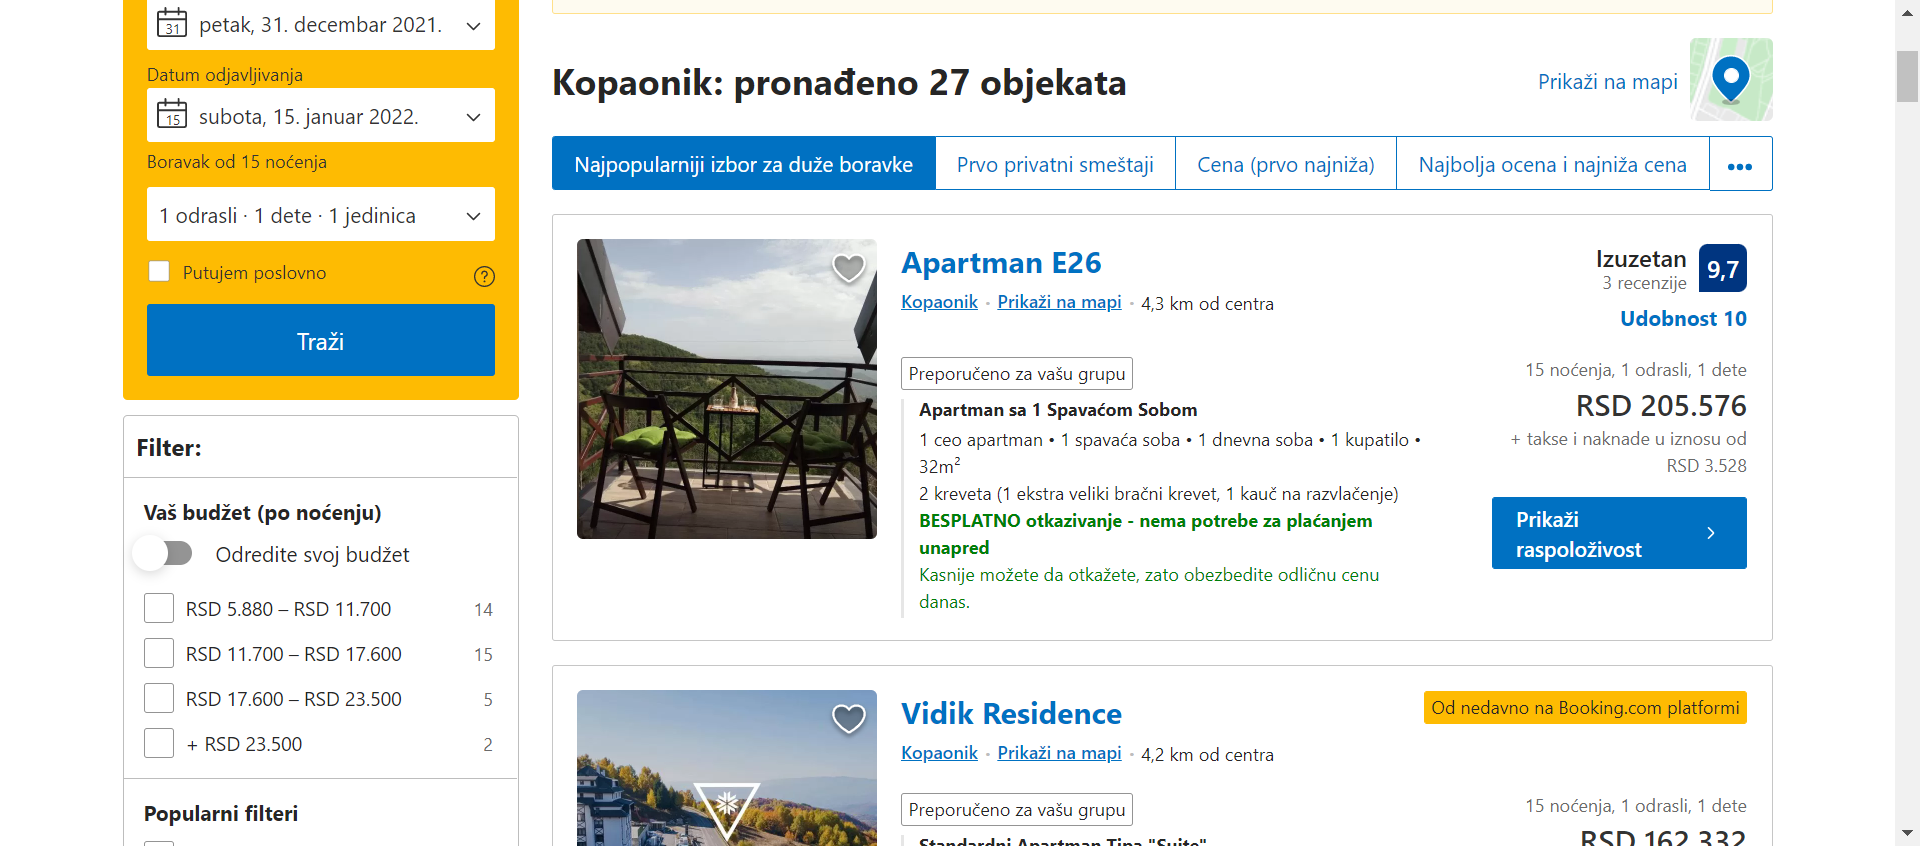 31
petak, 31. decembar 2021.
Datum odjavljivanja
15
subota, 15. januar 2022.
Boravak od 15 noćenja
1 odrasli · 1 dete · 1 jedinica
Putujem poslovno
?
Traži
Filter:
Vaš budžet (po noćenju)
Odredite svoj budžet
RSD 5.880 – RSD 11.700 14
RSD 11.700 – RSD 17.600 15
RSD 17.600 – RSD 23.500 5
+ RSD 23.500 2
Popularni filteri
Kopaonik: pronađeno 27 objekata
Prikaži na mapi
Najpopularniji izbor za duže boravke Prvo privatni smeštaji Cena (prvo najniža) Najbolja ocena i najniža cena •••
Apartman E26
Kopaonik · Prikaži na mapi · 4,3 km od centra
Izuzetan 9,7
3 recenzije
Udobnost 10
Preporučeno za vašu grupu
Apartman sa 1 Spavaćom Sobom
1 ceo apartman • 1 spavaća soba • 1 dnevna soba • 1 kupatilo •
32m²
2 kreveta (1 ekstra veliki bračni krevet, 1 kauč na razvlačenje)
BESPLATNO otkazivanje - nema potrebe za plaćanjem
unapred
Kasnije možete da otkažete, zato obezbedite odličnu cenu
danas.
15 noćenja, 1 odrasli, 1 dete
RSD 205.576
+ takse i naknade u iznosu od
RSD 3.528
Prikaži
raspoloživost
Vidik Residence
Od nedavno na Booking.com platformi
Kopaonik · Prikaži na mapi · 4,2 km od centra
Preporučeno za vašu grupu
Standardni Apartman Tipa "Suite"
15 noćenja, 1 odrasli, 1 dete
RSD 162.332